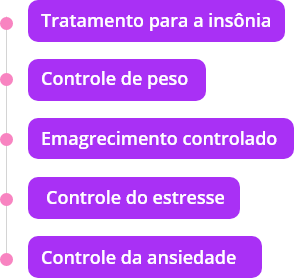 Tratamento para a insônia
Controle de peso
Emagrecimento controlado
Controle do estresse
Controle da ansiedade